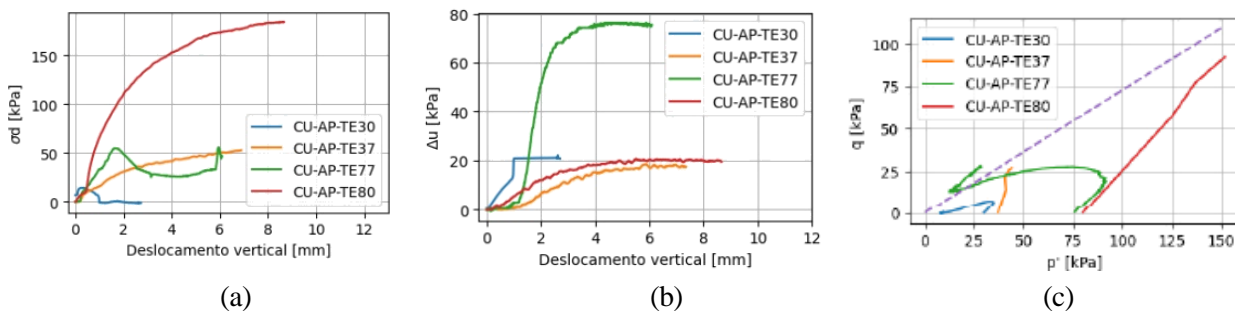 σd [kPa]
150
100
50
0
CU-AP-TE30
CU-AP-TE37
CU-AP-TE77
CU-AP-TE80
0 2 4 6 8 10 12
Deslocamento vertical [mm]
(a)
Δu [kPa]
80
60
40
20
0
CU-AP-TE30
CU-AP-TE37
CU-AP-TE77
CU-AP-TE80
0 2 4 6 8 10 12
Deslocamento vertical [mm]
(b)
q [kPa]
100
75
50
25
0
CU-AP-TE30
CU-AP-TE37
CU-AP-TE77
CU-AP-TE80
0 25 50 75 100 125 150
p' [kPa]
(c)